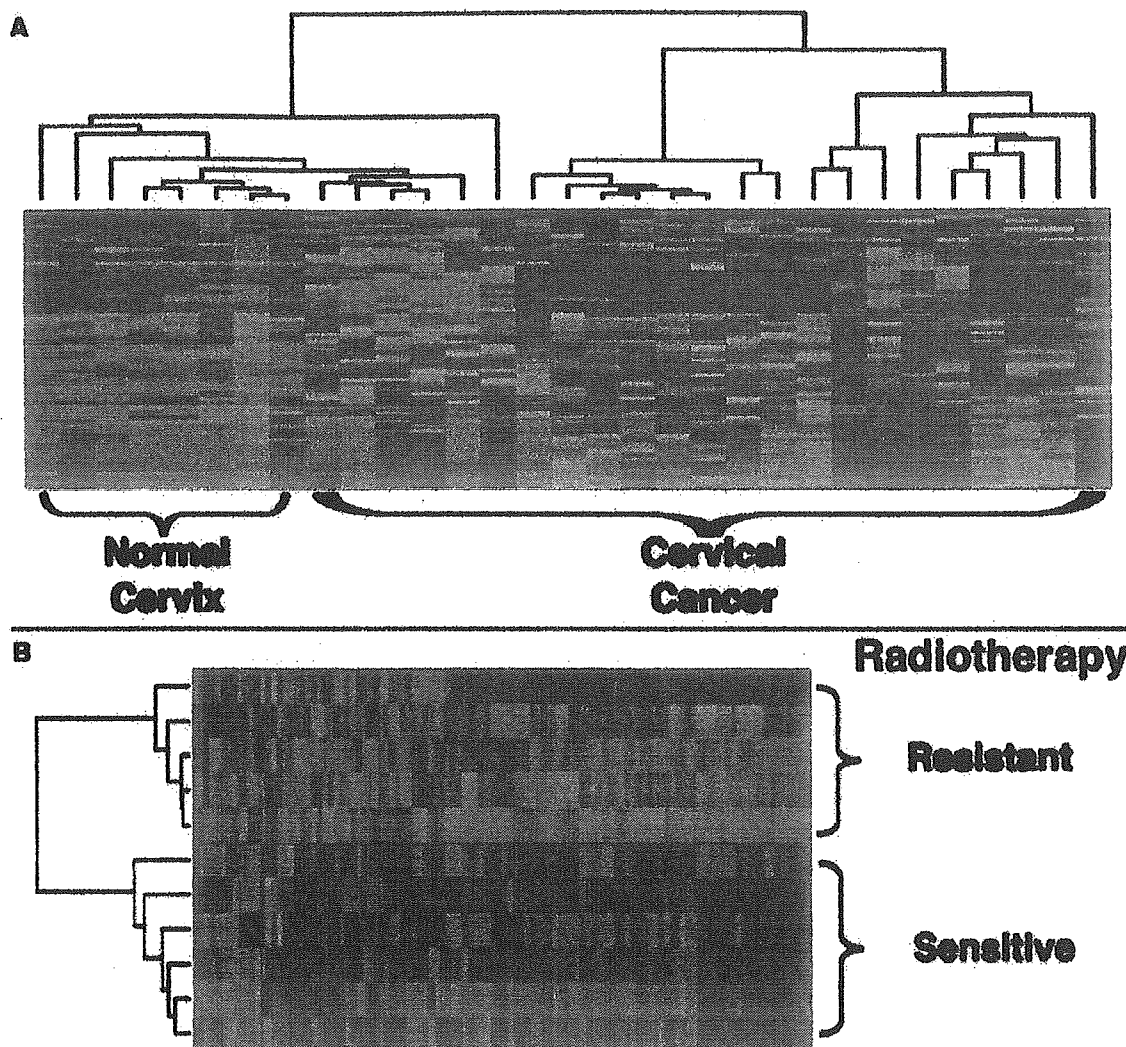 A
Normal
Cervix
Cervical
Cancer
B
Radiotherapy
Resistant
Sensitive